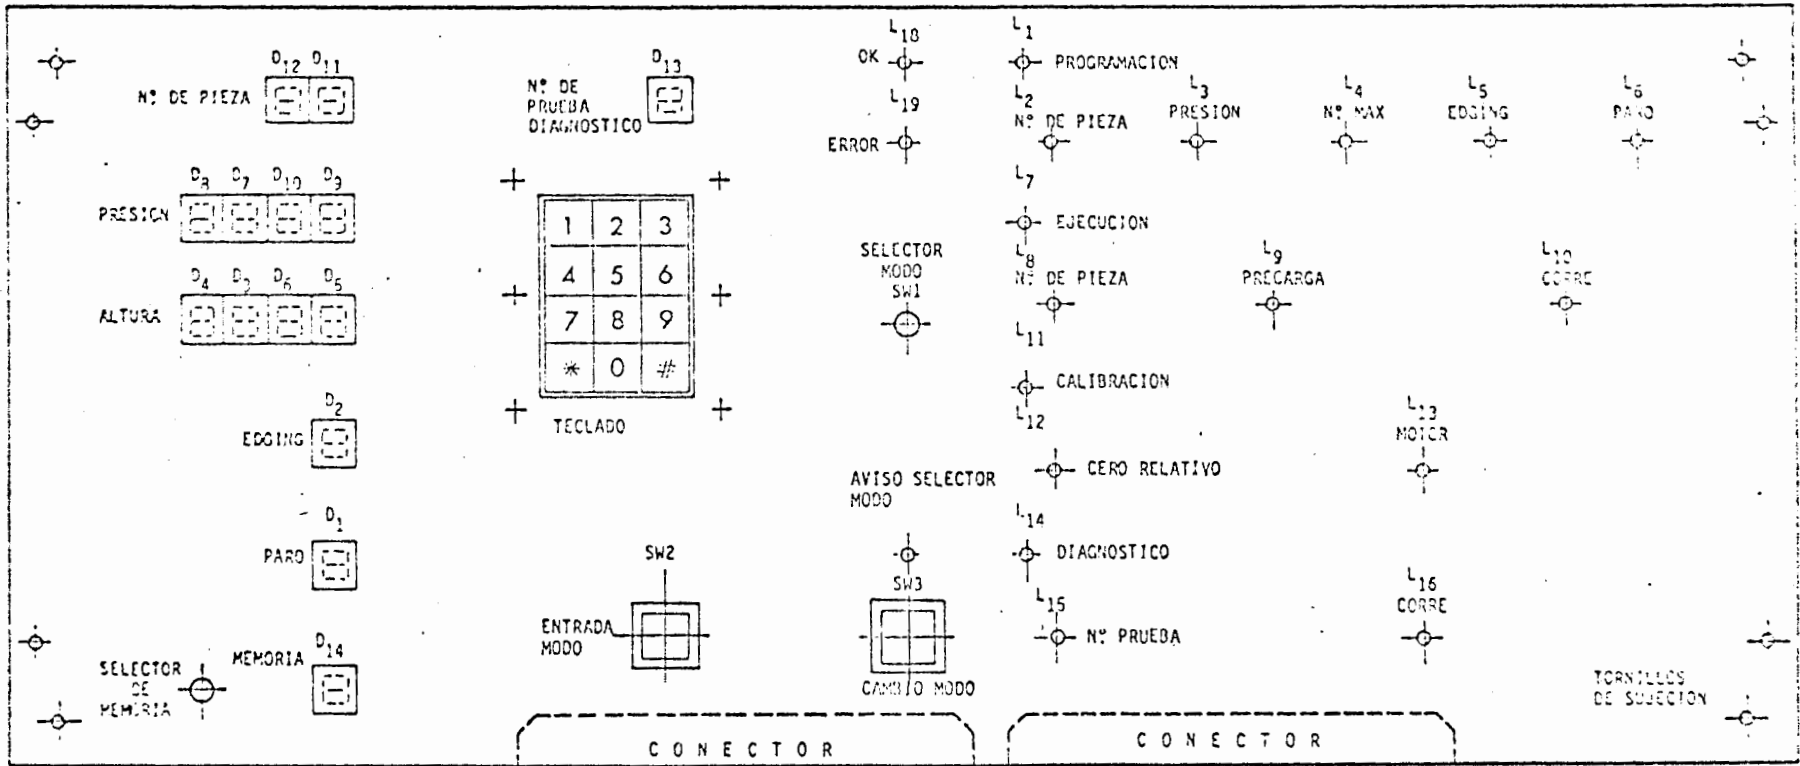 D12 D11
Nº DE PIEZA
D8 D7 D10 D9
PRESION
D4 D3 D6 D5
ALTURA
D2
EDGING
D1
PARO
D14
MEMORIA
SELECTOR
DE
MEMORIA
D13
Nº DE
PRUEBA
DIAGNOSTICO
1 2 3
4 5 6
7 8 9
* 0 #
TECLADO
SW2
ENTRADA
MODO
L18
OK
L19
ERROR
SELECTOR
MODO
SW1
AVISO SELECTOR
MODO
SW3
CAMBIO MODO
L1
PROGRAMACION
L2 L3 L4 L5 L6
Nº DE PIEZA PRESION Nº MAX EDGING PARO
L7
EJECUCION
L8 L9 L10
Nº DE PIEZA PRECARGA CORRE
L11
CALIBRACION
L12 L13
MOTOR
CERO RELATIVO
L14
DIAGNOSTICO
L15 L16
CORRE
Nº PRUEBA
TORNILLOS
DE SUJECION
CONECTOR
CONECTOR